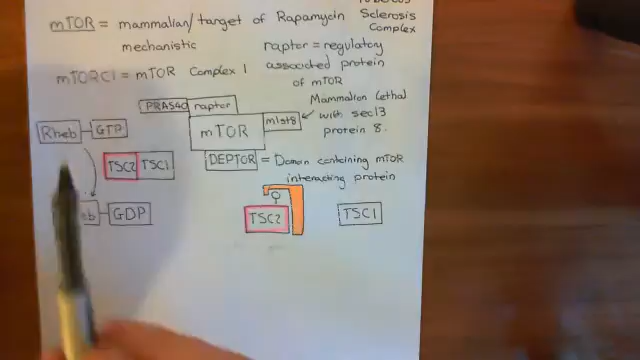 Sclerosis
mTOR = mammalian/target of Rapamycin Complex
mechanistic
raptor = regulatory
mTORC1 = mTOR Complex 1 associated protein
of mTOR
PRAS40 raptor
Mammalian lethal
Rheb GTP mTOR mlst8 with sec13
protein 8.
TSC2 TSC1 DEPTOR = Domain containing mTOR
interacting protein
GDP TSC2 TSC1